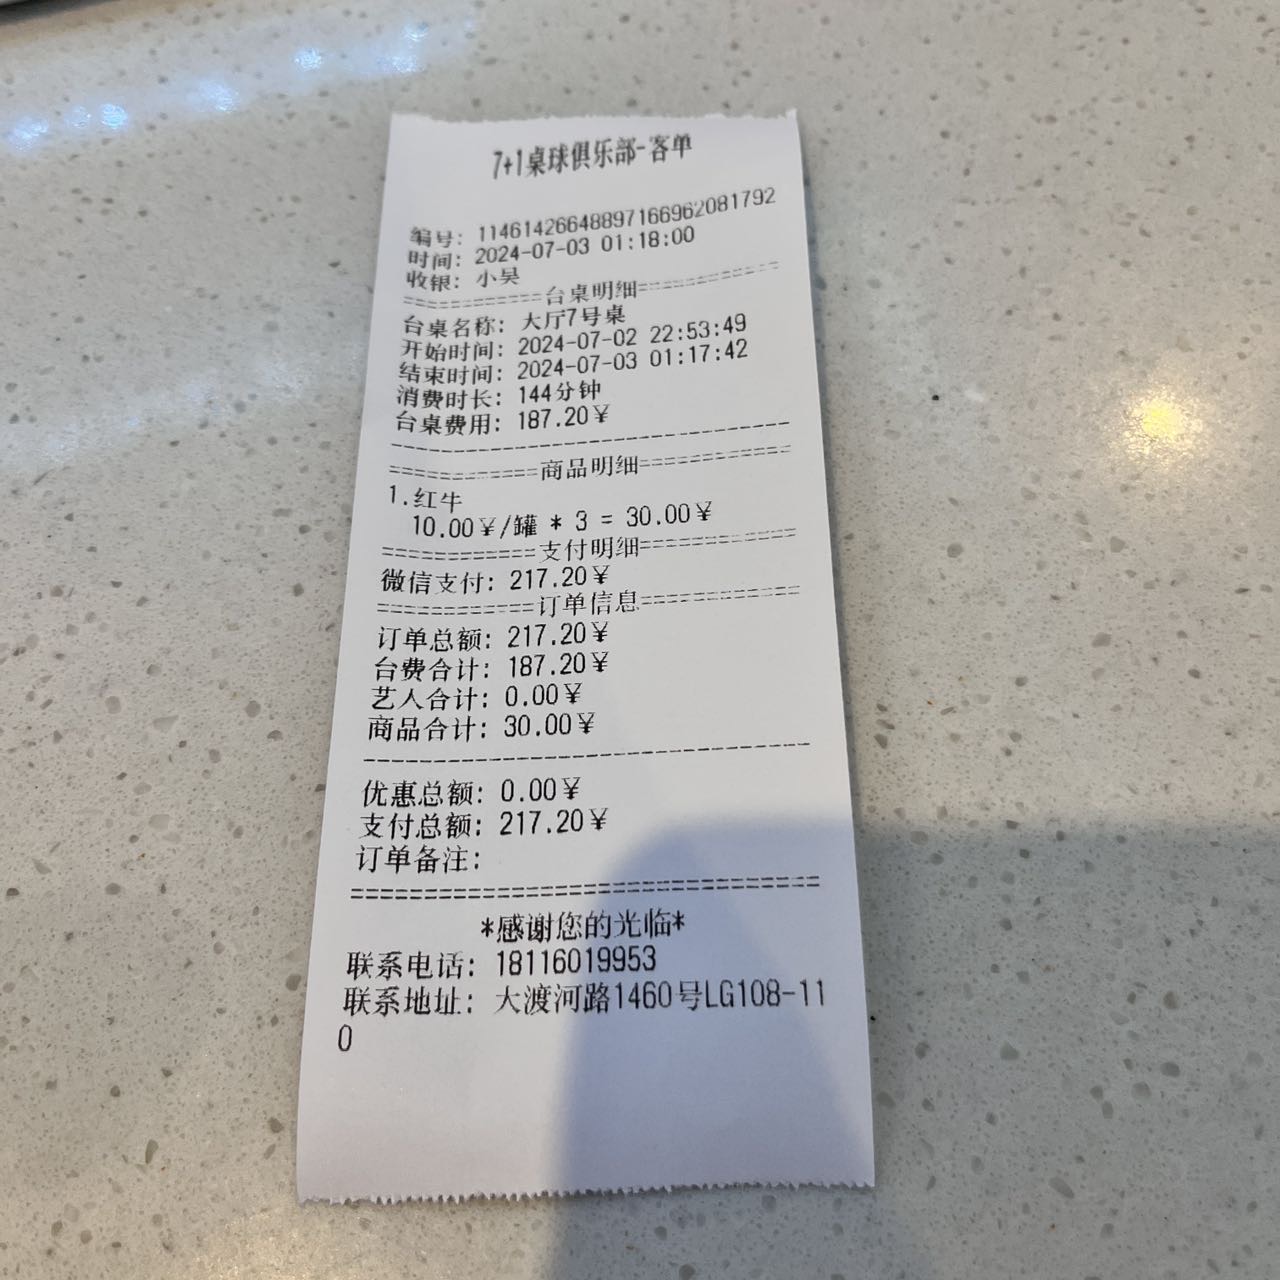 7+1桌球俱乐部-客单
编号: 1146142664889716696208​1792
时间: 2024-07-03 01:18:00
收银: 小吴
============台桌明细============
台桌名称: 大厅7号桌
开始时间: 2024-07-02 22:53:49
结束时间: 2024-07-03 01:17:42
消费时长: 144分钟
台桌费用: 187.20¥
--------------------------------
============商品明细============
1.红牛
10.00¥/罐 * 3 = 30.00¥
============支付明细============
微信支付: 217.20¥
============订单信息============
订单总额: 217.20¥
台费合计: 187.20¥
艺人合计: 0.00¥
商品合计: 30.00¥
--------------------------------
优惠总额: 0.00¥
支付总额: 217.20¥
订单备注:
================================
*感谢您的光临*
联系电话: 18116019953
联系地址: 大渡河路1460号LG108-11
0